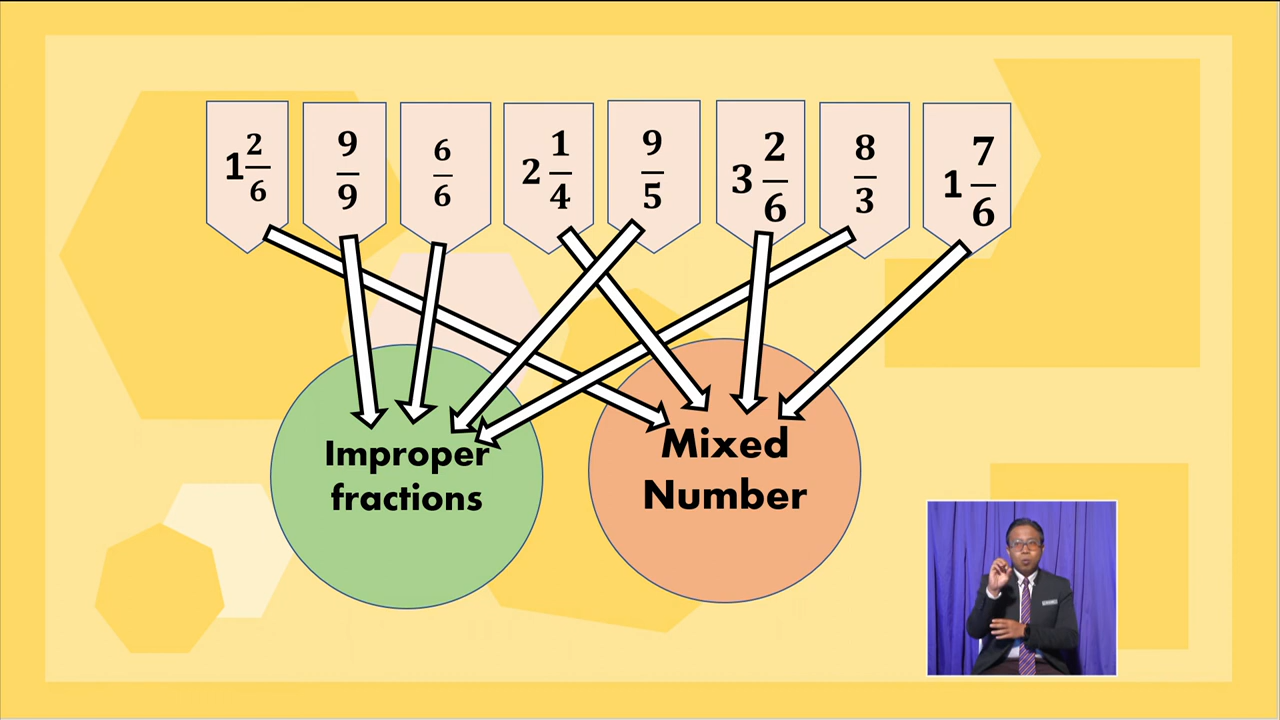 1 2/6 9/9 6/6 2 1/4 9/5 3 2/6 8/3 1 7/6
Improper
fractions
Mixed
Number